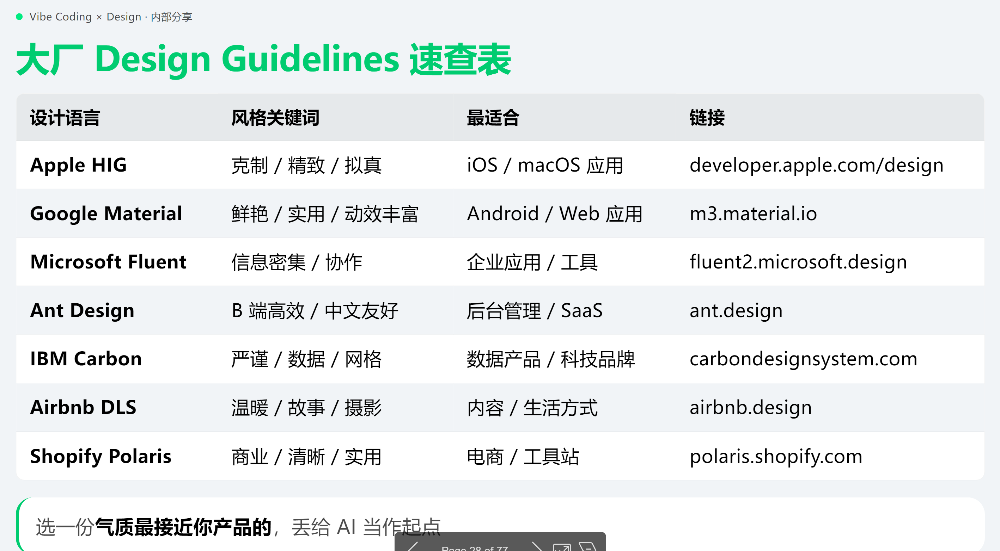 Vibe Coding × Design · 内部分享
大厂 Design Guidelines 速查表
设计语言 风格关键词 最适合 链接
Apple HIG 克制 / 精致 / 拟真 iOS / macOS 应用 developer.apple.com/design
Google Material 鲜艳 / 实用 / 动效丰富 Android / Web 应用 m3.material.io
Microsoft Fluent 信息密集 / 协作 企业应用 / 工具 fluent2.microsoft.design
Ant Design B 端高效 / 中文友好 后台管理 / SaaS ant.design
IBM Carbon 严谨 / 数据 / 网格 数据产品 / 科技品牌 carbondesignsystem.com
Airbnb DLS 温暖 / 故事 / 摄影 内容 / 生活方式 airbnb.design
Shopify Polaris 商业 / 清晰 / 实用 电商 / 工具站 polaris.shopify.com
选一份气质最接近你产品的，丢给 AI 当作起点
Page 28 of 77